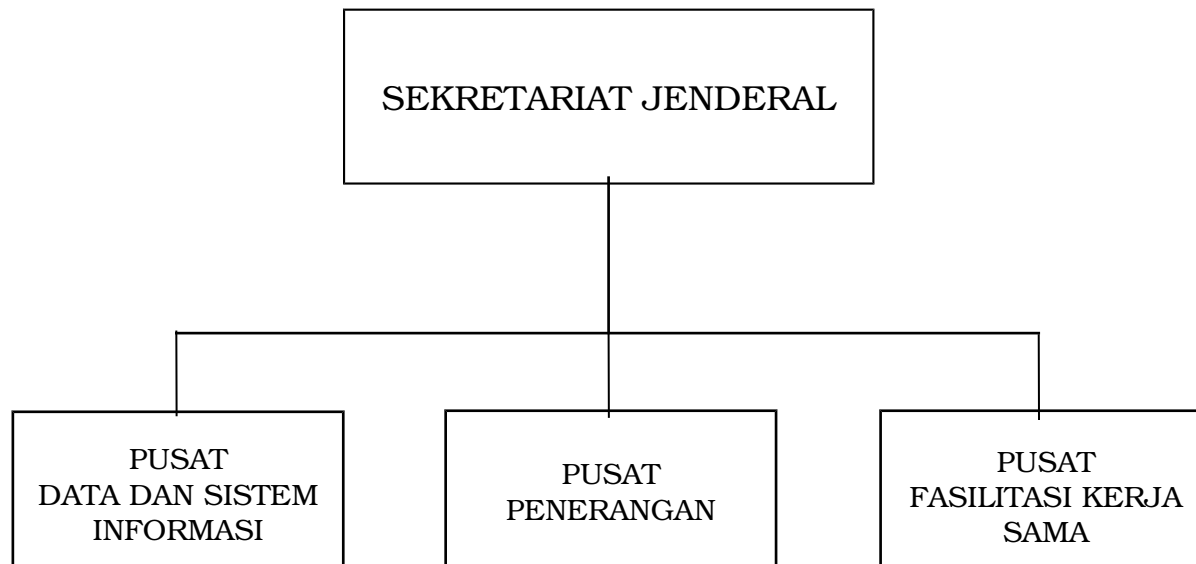 SEKRETARIAT JENDERAL
PUSAT
DATA DAN SISTEM
INFORMASI
PUSAT
PENERANGAN
PUSAT
FASILITASI KERJA
SAMA